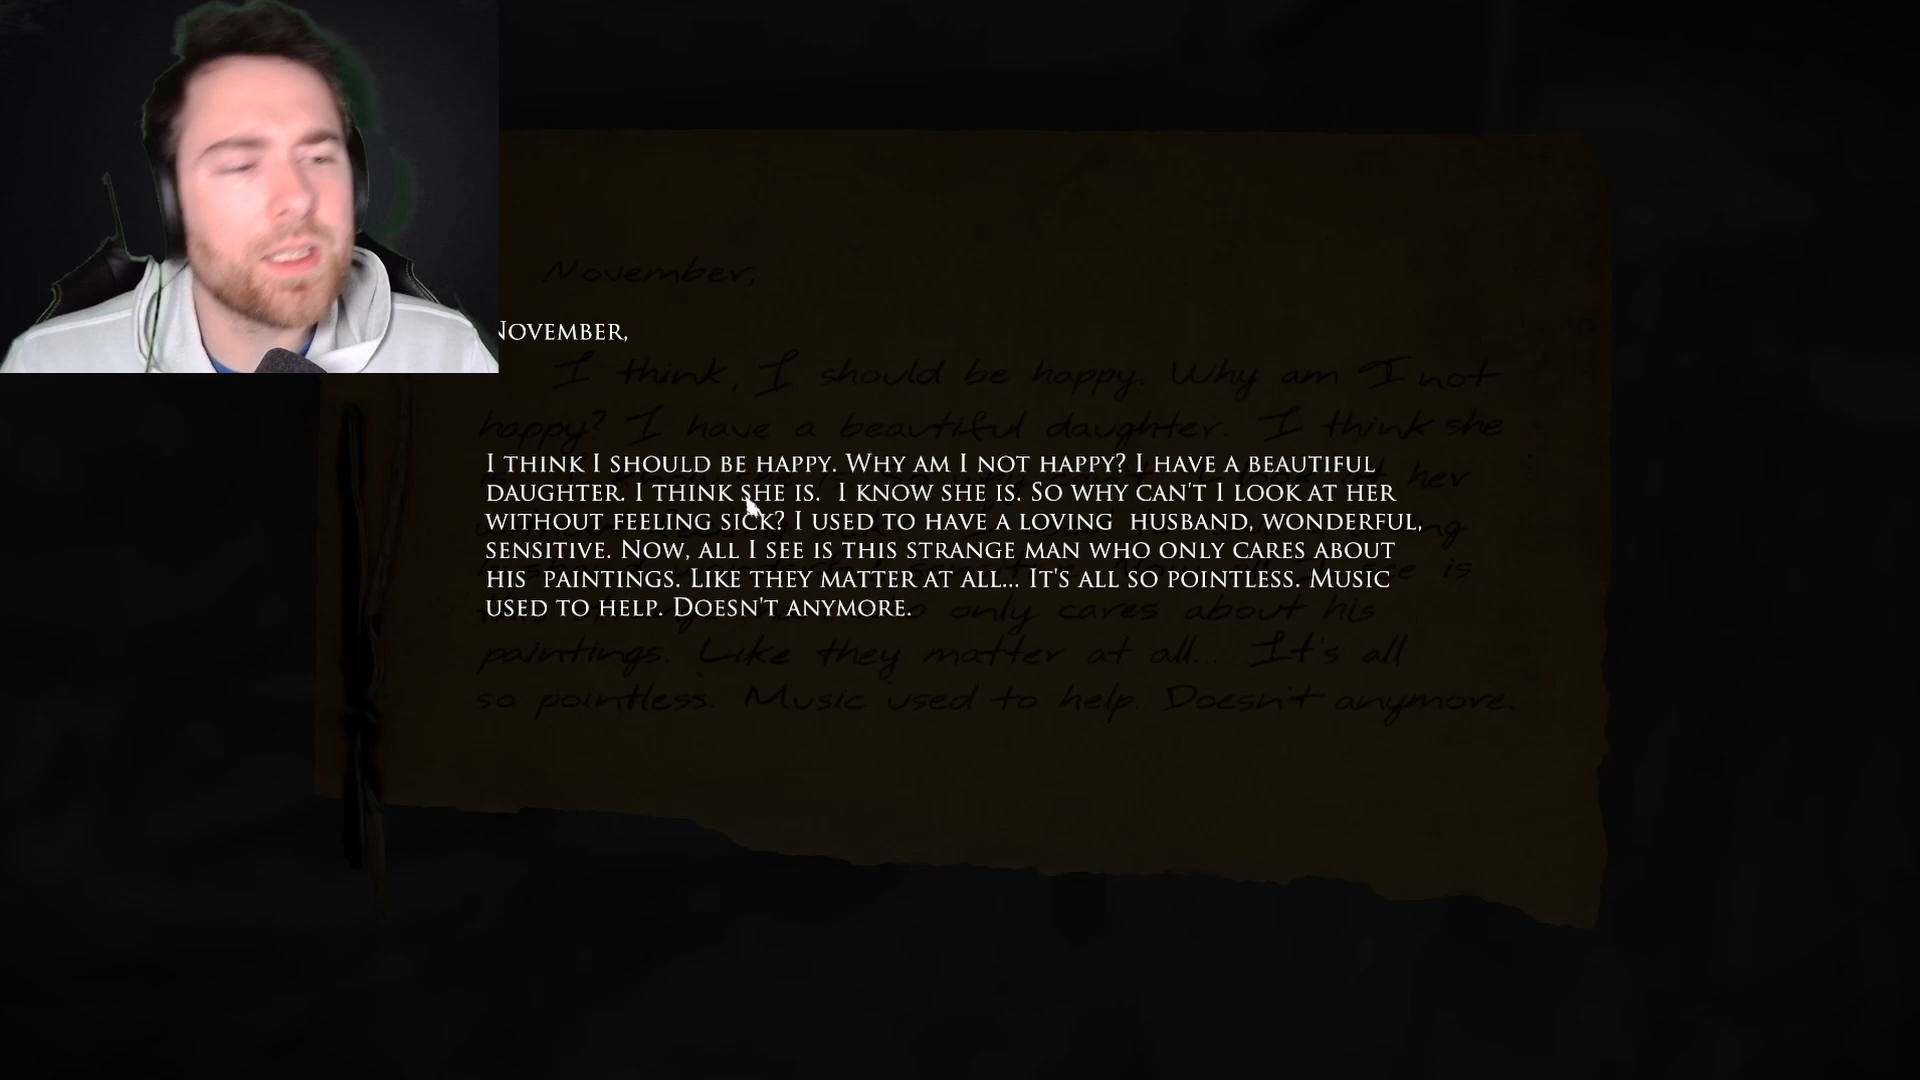 November,
NOVEMBER,
I think, I should be happy. Why am I not
happy? I have a beautiful daughter. I think she
I THINK I SHOULD BE HAPPY. WHY AM I NOT HAPPY? I HAVE A BEAUTIFUL
her
DAUGHTER. I THINK SHE IS.  I KNOW SHE IS. SO WHY CAN'T I LOOK AT HER
WITHOUT FEELING SICK? I USED TO HAVE A LOVING  HUSBAND, WONDERFUL,
SENSITIVE. NOW, ALL I SEE IS THIS STRANGE MAN WHO ONLY CARES ABOUT
HIS  PAINTINGS. LIKE THEY MATTER AT ALL... IT'S ALL SO POINTLESS. MUSIC
see is
USED TO HELP. DOESN'T ANYMORE.
only cares about his
paintings. Like they matter at all... It's all
so pointless. Music used to help. Doesn't anymore.